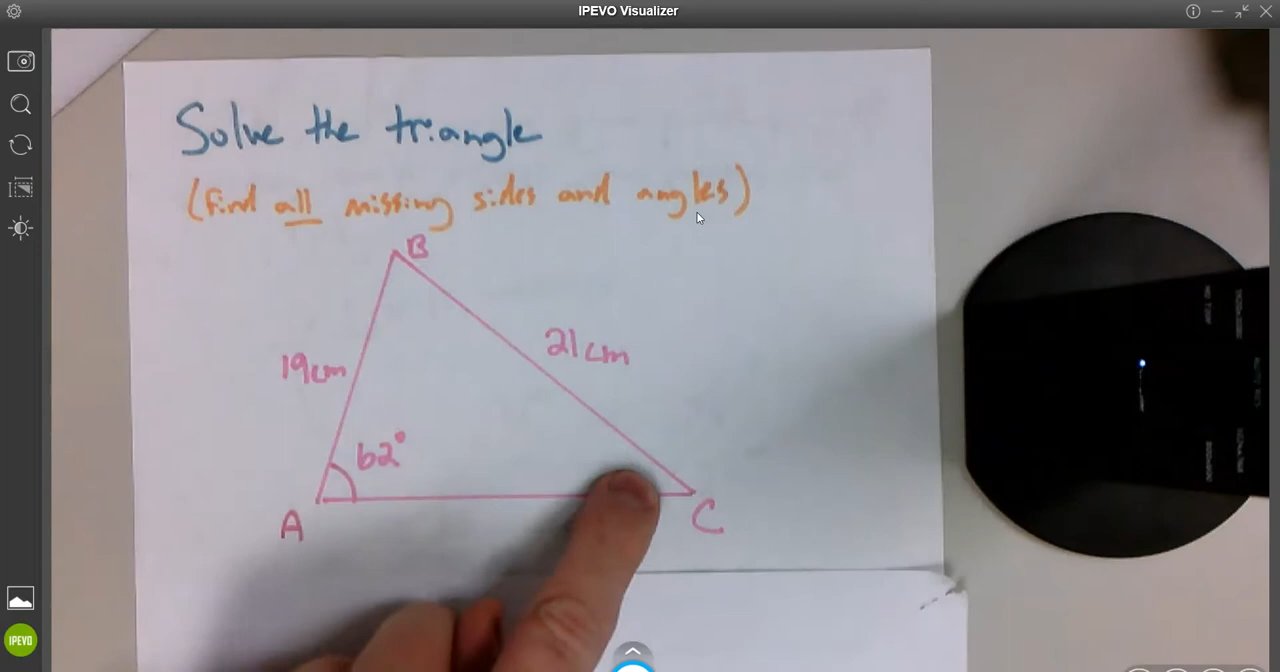 IPEVO Visualizer
Solve the triangle
(find all missing sides and angles)
B
19cm
21cm
62°
A
C
IPEVO